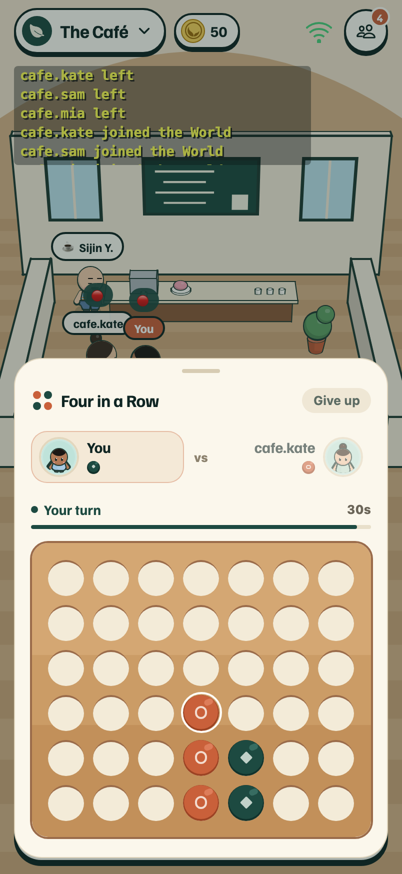 The Café
50
4
cafe.kate left
cafe.sam left
cafe.mia left
cafe.kate joined the World
cafe.sam joined the World
Sijin Y.
cafe.kate
You
Four in a Row
Give up
You
vs
cafe.kate
Your turn
30s